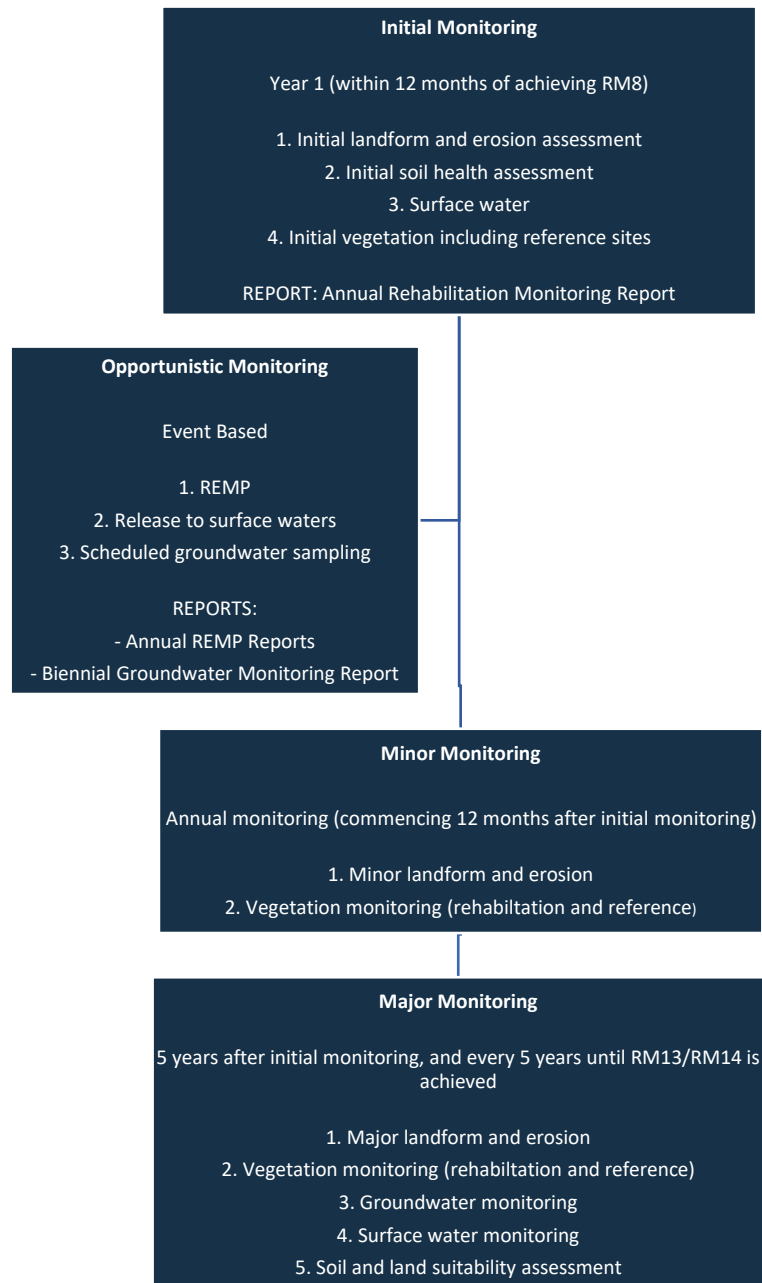 Initial Monitoring
Year 1 (within 12 months of achieving RM8)
1. Initial landform and erosion assessment
2. Initial soil health assessment
3. Surface water
4. Initial vegetation including reference sites
REPORT: Annual Rehabilitation Monitoring Report
Opportunistic Monitoring
Event Based
1. REMP
2. Release to surface waters
3. Scheduled groundwater sampling
REPORTS:
- Annual REMP Reports
- Biennial Groundwater Monitoring Report
Minor Monitoring
Annual monitoring (commencing 12 months after initial monitoring)
1. Minor landform and erosion
2. Vegetation monitoring (rehabiltation and reference)
Major Monitoring
5 years after initial monitoring, and every 5 years until RM13/RM14 is
achieved
1. Major landform and erosion
2. Vegetation monitoring (rehabiltation and reference)
3. Groundwater monitoring
4. Surface water monitoring
5. Soil and land suitability assessment